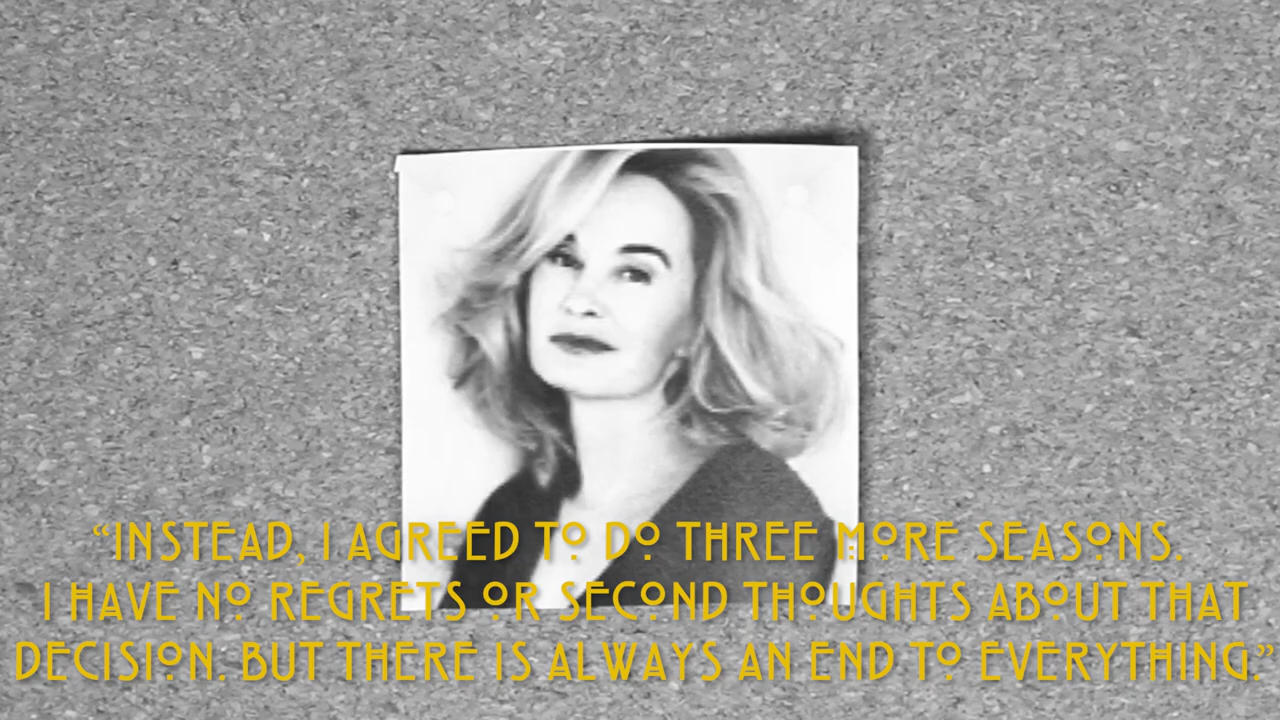 “INSTEAD, I AGREED TO DO THREE MORE SEASONS.
I HAVE NO REGRETS OR SECOND THOUGHTS ABOUT THAT
DECISION. BUT THERE IS ALWAYS AN END TO EVERYTHING.”